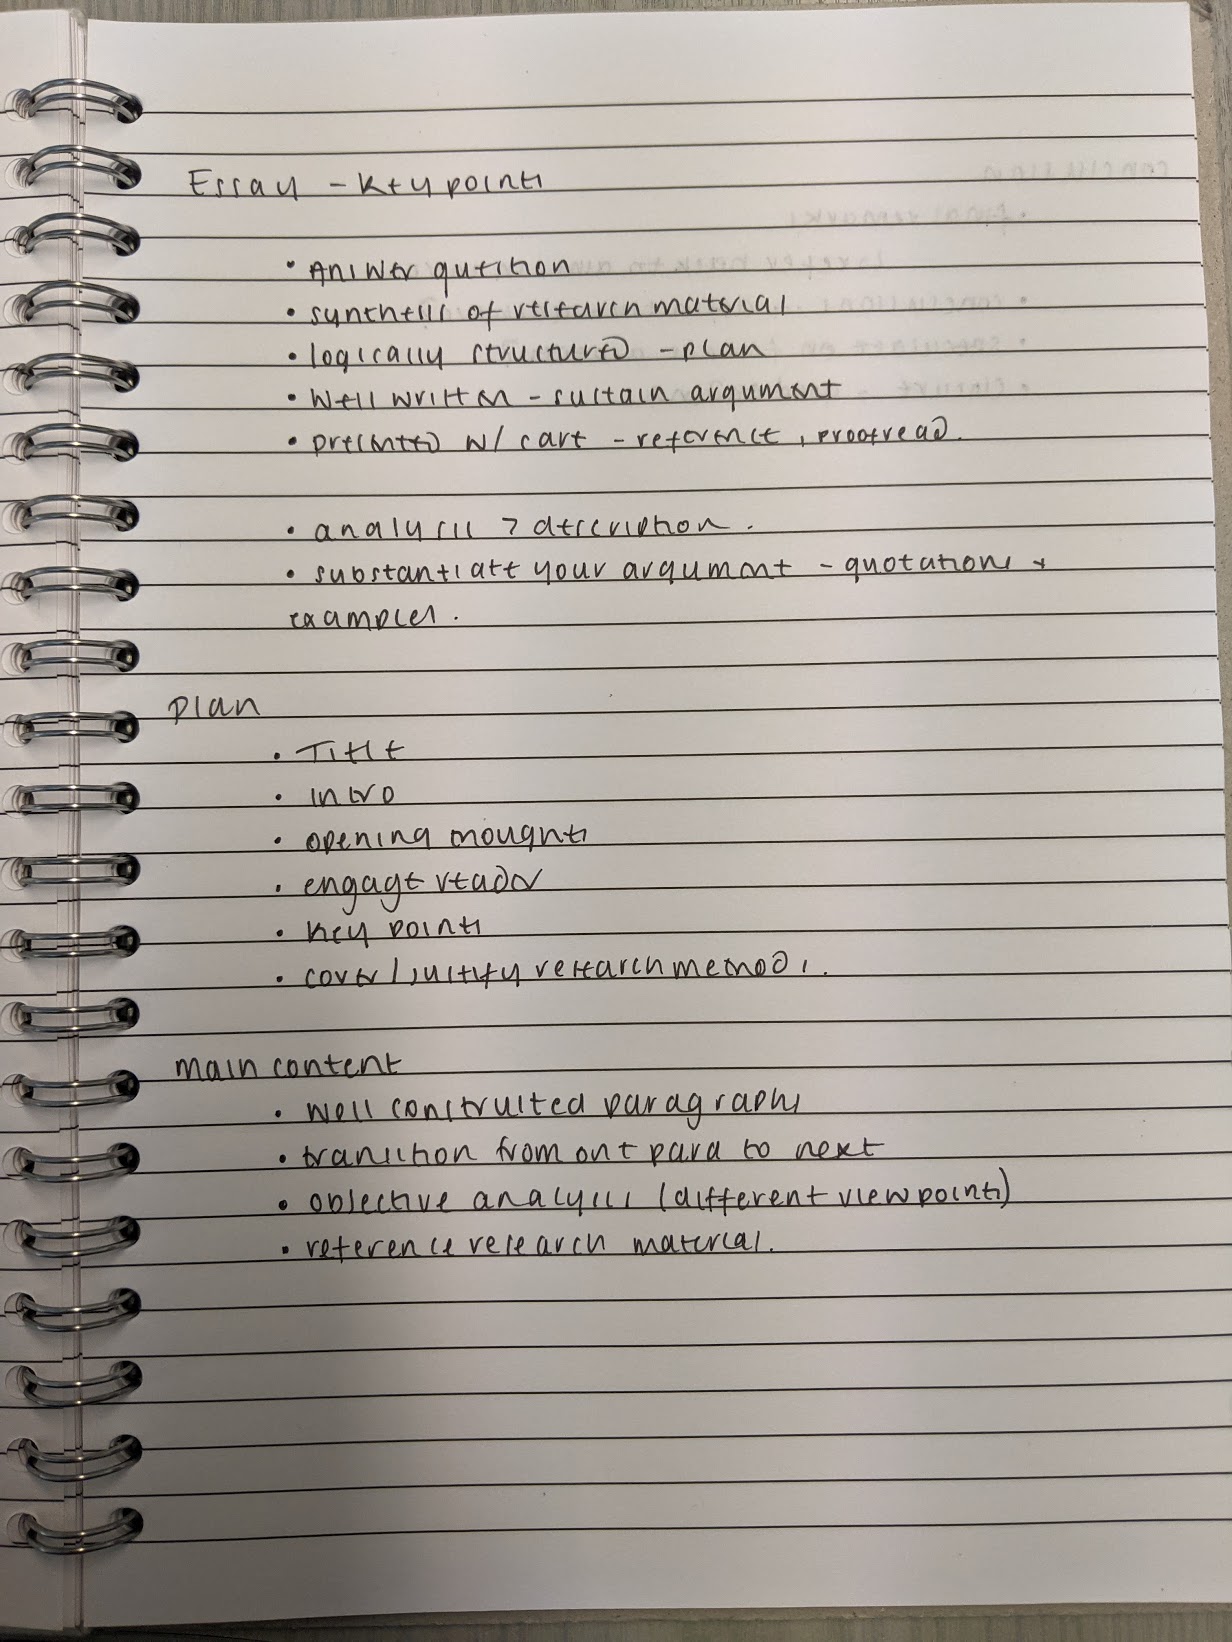 Essay - Key points
• Answer question
• synthesis of research material
• logically structured - plan
• Well written - sustain argument
• presented w/ care - reference, proofread.
• analysis > description.
• substantiate your argument - quotations +
examples.
plan
• Title
• intro
• opening thoughts
• engage reader
• key points
• cover/justify research methods.
main content
• well constructed paragraphs
• transition from one para to next
• objective analysis (different viewpoints)
• reference research material.